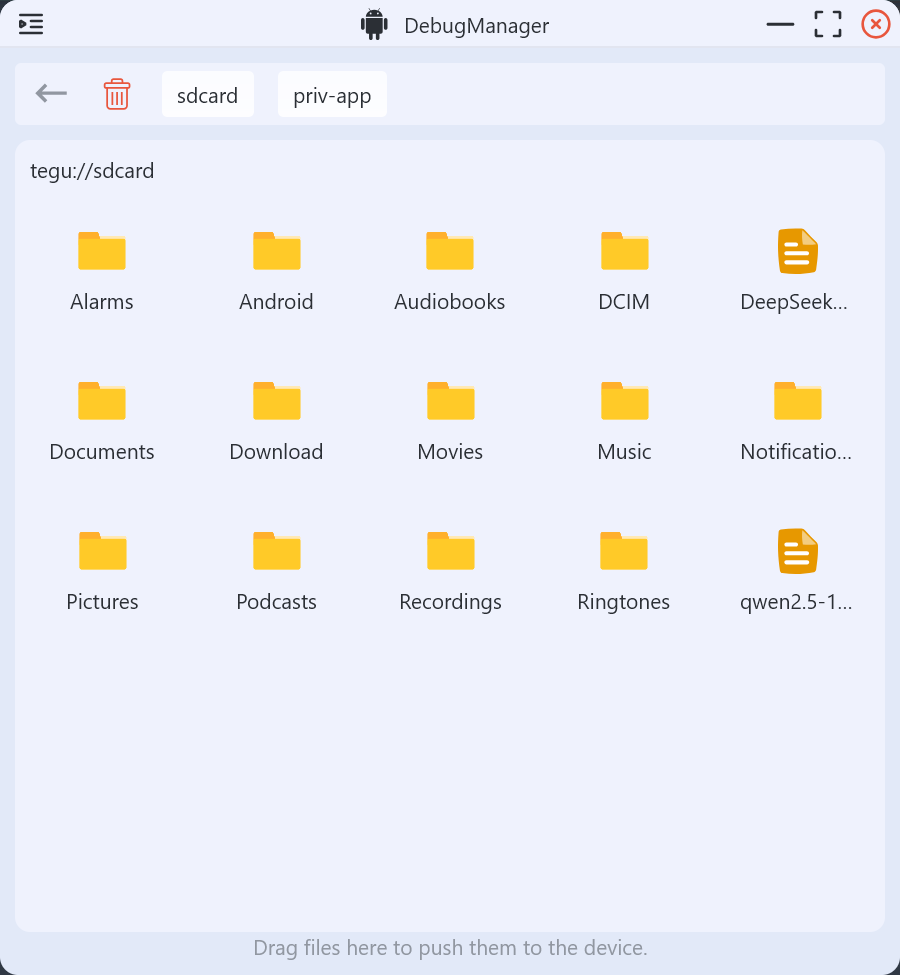 DebugManager
sdcard
priv-app
tegu://sdcard
Alarms
Android
Audiobooks
DCIM
DeepSeek...
Documents
Download
Movies
Music
Notificatio...
Pictures
Podcasts
Recordings
Ringtones
qwen2.5-1...
Drag files here to push them to the device.